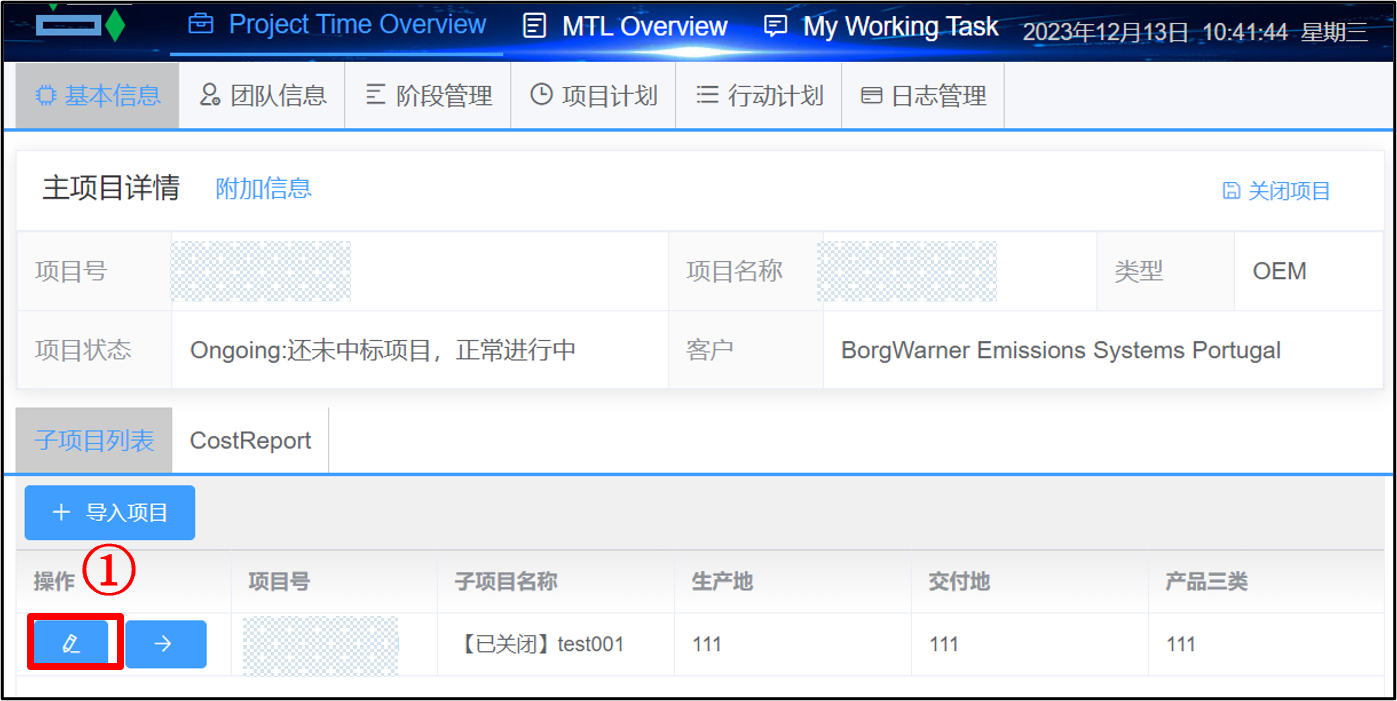 Project Time Overview MTL Overview My Working Task 2023年12月13日 10:41:44 星期三
基本信息 团队信息 阶段管理 项目计划 行动计划 日志管理
主项目详情 附加信息 关闭项目
项目号 项目名称 类型 OEM
项目状态 Ongoing:还未中标项目，正常进行中 客户 BorgWarner Emissions Systems Portugal
子项目列表 CostReport
+ 导入项目
操作 ① 项目号 子项目名称 生产地 交付地 产品三类
【已关闭】test001 111 111 111